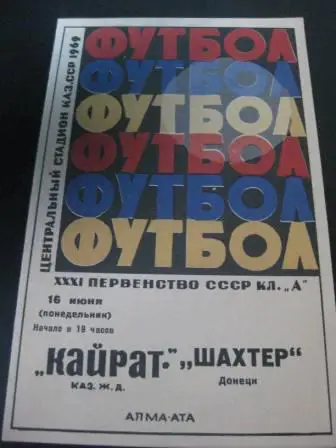 ЦЕНТРАЛЬНЫЙ СТАДИОН КАЗ.ССР 1969
ФУТБОЛ
ФУТБОЛ
ФУТБОЛ
ФУТБОЛ
ФУТБОЛ
ФУТБОЛ
XXXI ПЕРВЕНСТВО СССР КЛ. „А"
16 июня
(понедельник)
Начало в 19 часов
„Кайрат"-„ШАХТЕР"
КАЗ. Ж. Д.
Донецк
АЛМА-АТА